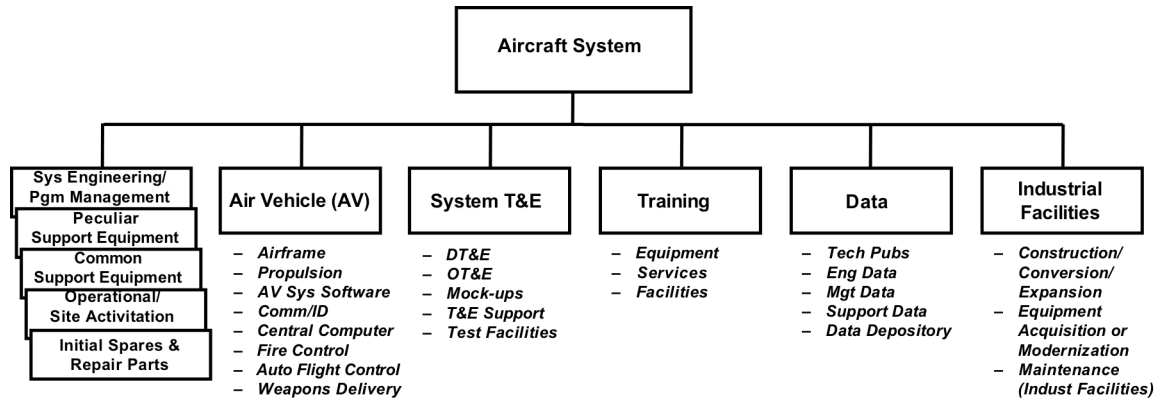 Aircraft System
Sys Engineering/
Pgm Management
Peculiar
Support Equipment
Common
Support Equipment
Operational/
Site Activitation
Initial Spares &
Repair Parts
Air Vehicle (AV)
– Airframe
– Propulsion
– AV Sys Software
– Comm/ID
– Central Computer
– Fire Control
– Auto Flight Control
– Weapons Delivery
System T&E
– DT&E
– OT&E
– Mock-ups
– T&E Support
– Test Facilities
Training
– Equipment
– Services
– Facilities
Data
– Tech Pubs
– Eng Data
– Mgt Data
– Support Data
– Data Depository
Industrial
Facilities
– Construction/
Conversion/
Expansion
– Equipment
Acquisition or
Modernization
– Maintenance
(Indust Facilities)